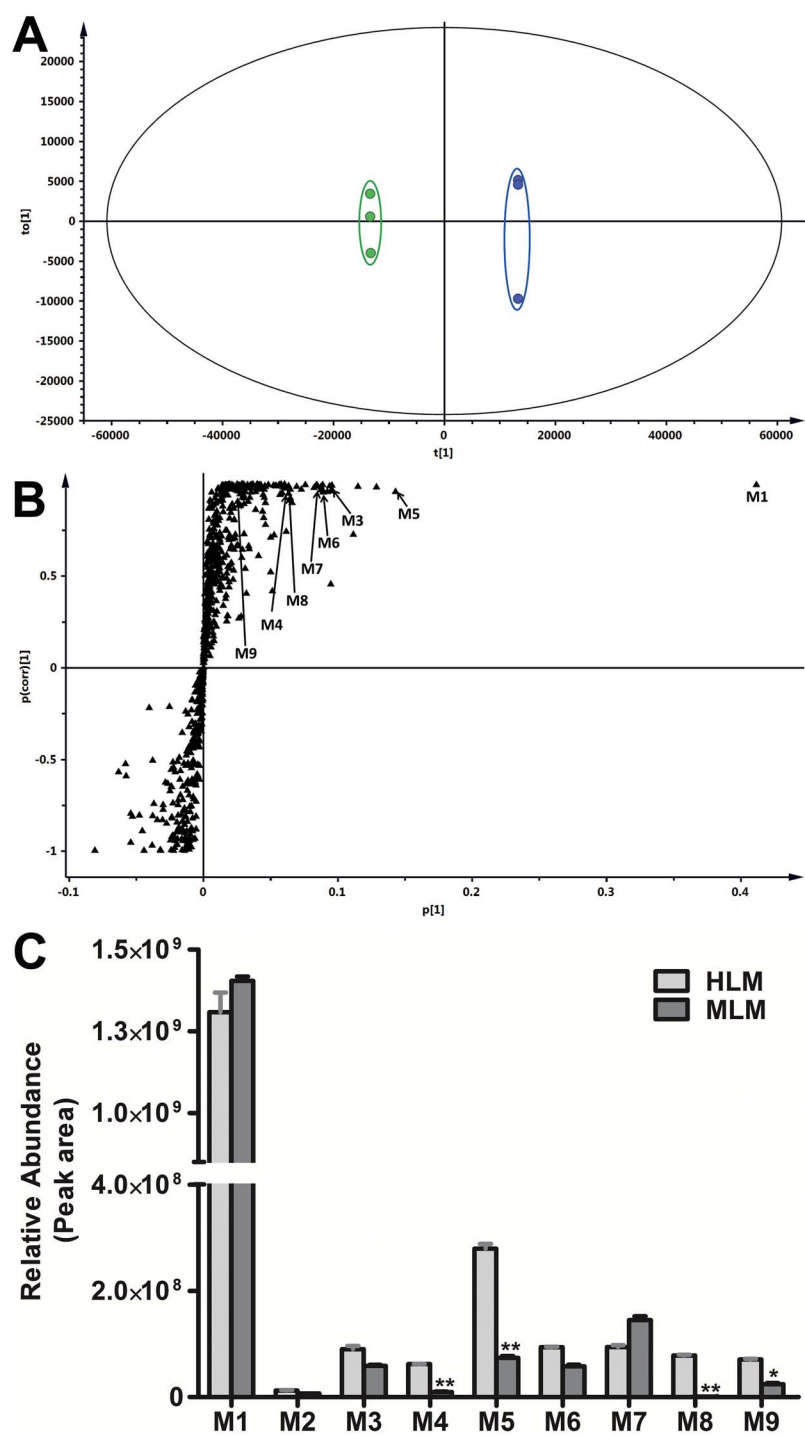 A
20000
15000
10000
5000
0
-5000
-10000
-15000
-20000
-25000
to[1]
-60000 -40000 -20000 0 20000 40000 60000
t[1]
B
M1
M3
M5
M6
M7
M8
M4
M9
0.5
0
-0.5
-1
p(corr)[1]
-0.1 0 0.1 0.2 0.3 0.4
p[1]
C
1.5×10⁹
1.3×10⁹
1.0×10⁹
4.0×10⁸
2.0×10⁸
0
Relative Abundance
(Peak area)
HLM
MLM
** ** ** *
M1 M2 M3 M4 M5 M6 M7 M8 M9